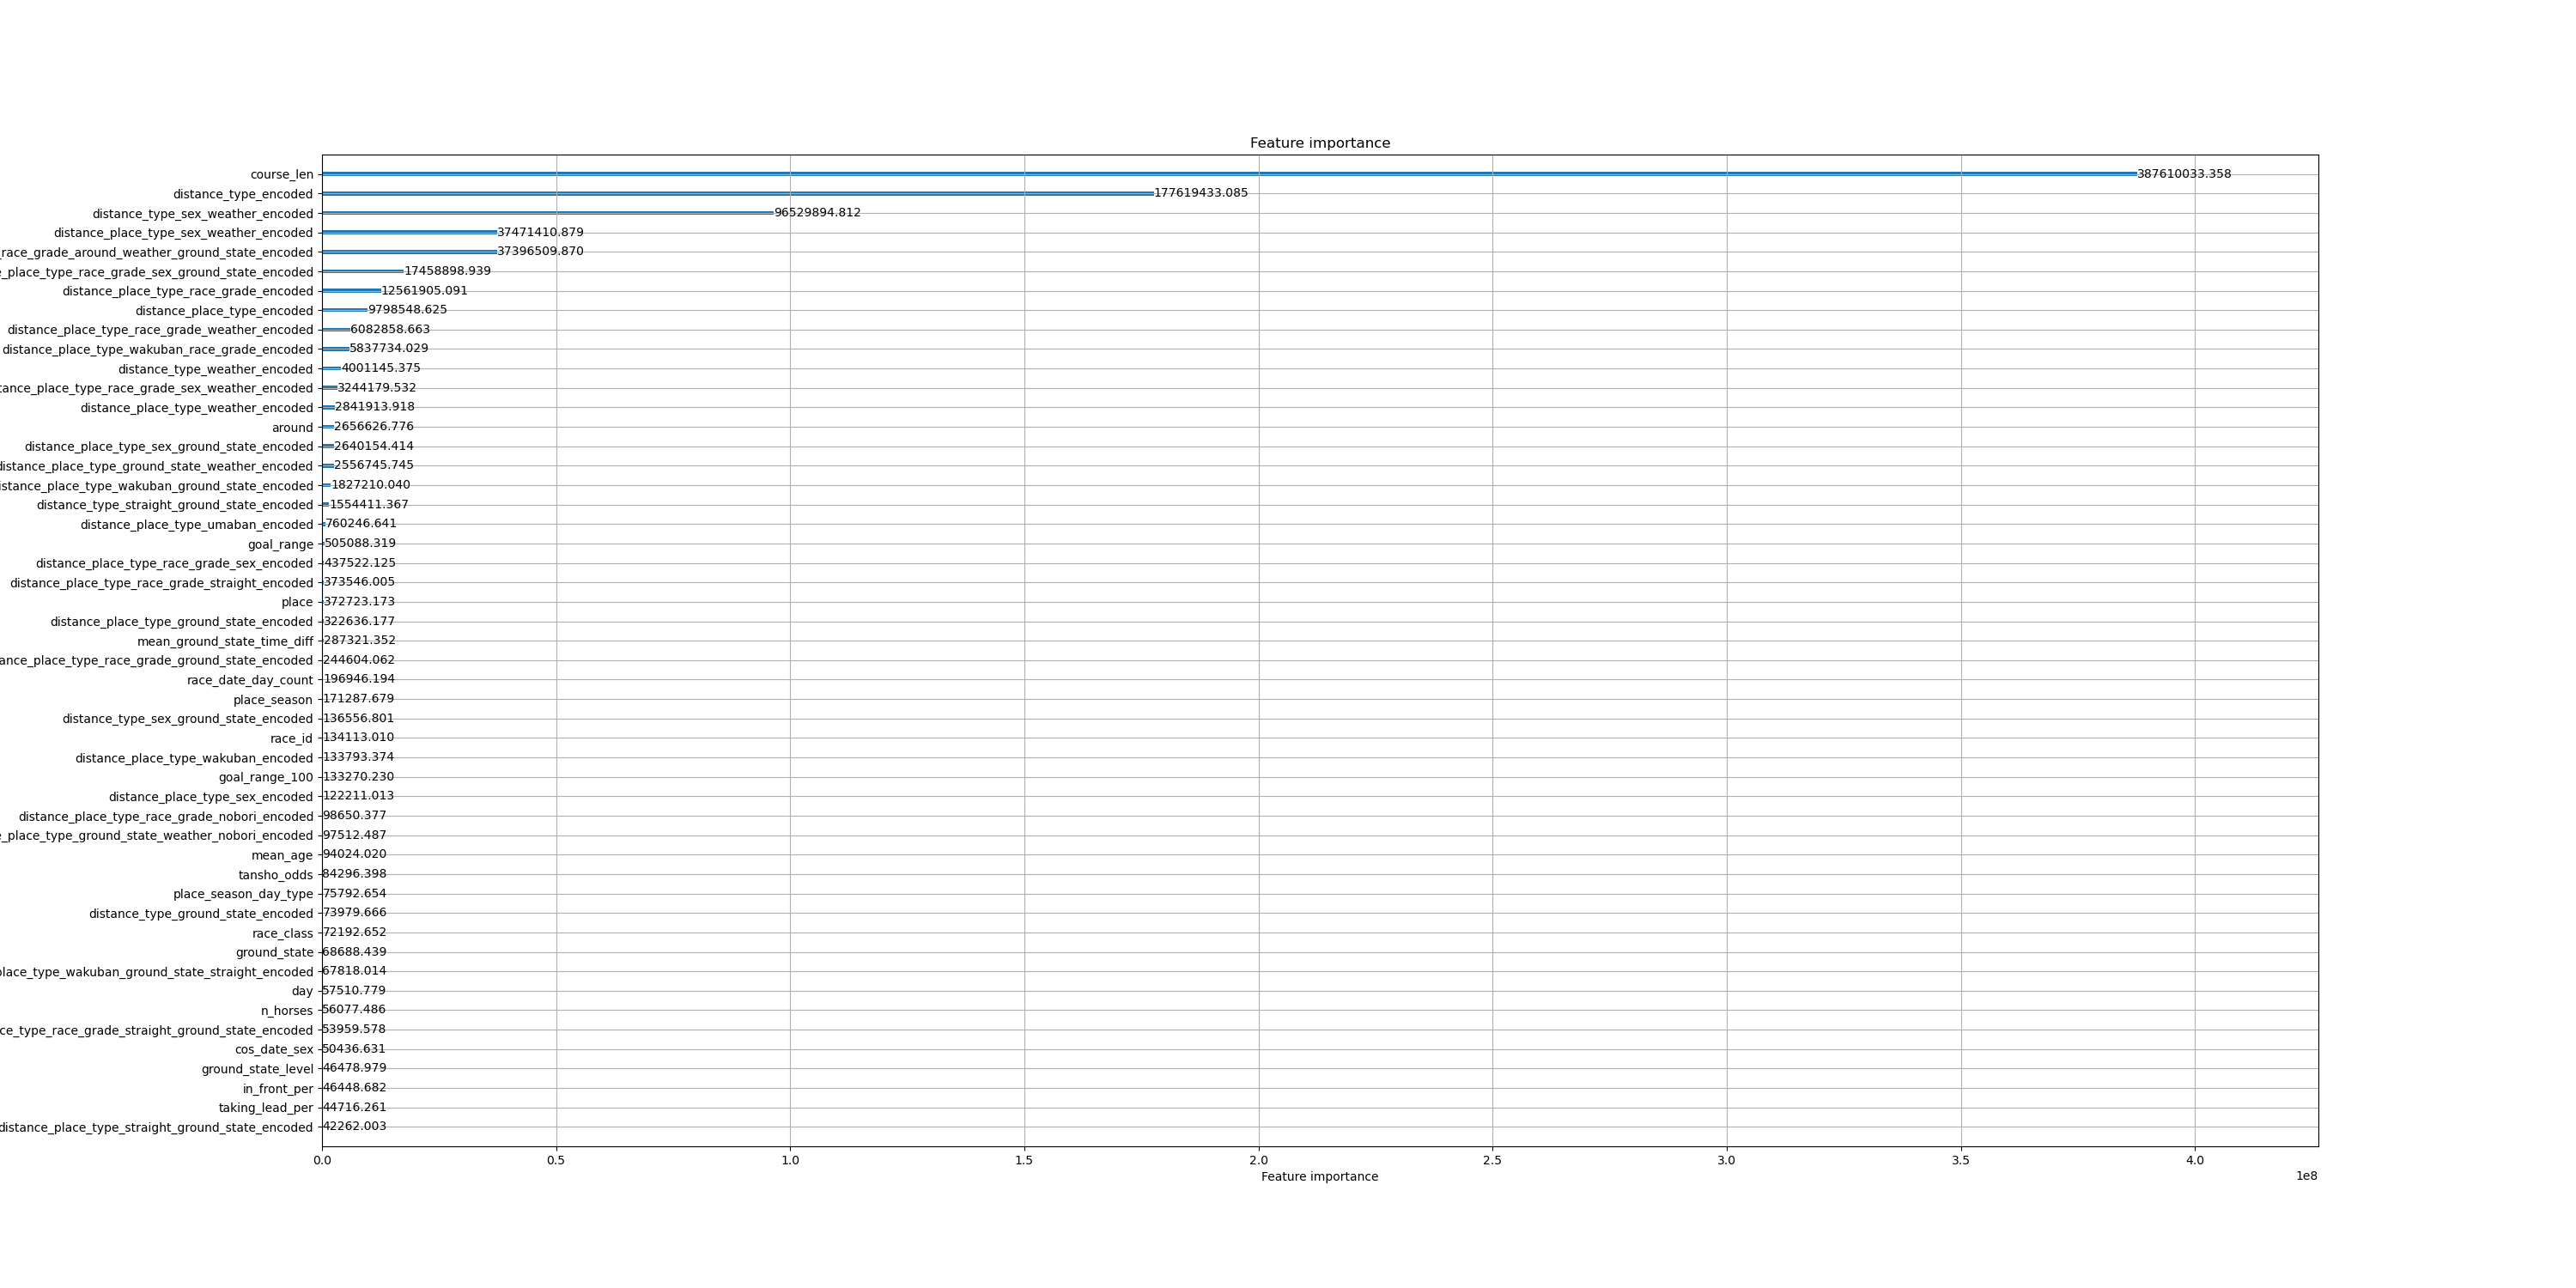 Feature importance
course_len 387610033.358
distance_type_encoded 177619433.085
distance_type_sex_weather_encoded 96529894.812
distance_place_type_sex_weather_encoded 37471410.879
_race_grade_around_weather_ground_state_encoded 37396509.870
_place_type_race_grade_sex_ground_state_encoded 17458898.939
distance_place_type_race_grade_encoded 12561905.091
distance_place_type_encoded 9798548.625
distance_place_type_race_grade_weather_encoded 6082858.663
distance_place_type_wakuban_race_grade_encoded 5837734.029
distance_type_weather_encoded 4001145.375
tance_place_type_race_grade_sex_weather_encoded 3244179.532
distance_place_type_weather_encoded 2841913.918
around 2656626.776
distance_place_type_sex_ground_state_encoded 2640154.414
distance_place_type_ground_state_weather_encoded 2556745.745
istance_place_type_wakuban_ground_state_encoded 1827210.040
distance_type_straight_ground_state_encoded 1554411.367
distance_place_type_umaban_encoded 760246.641
goal_range 505088.319
distance_place_type_race_grade_sex_encoded 437522.125
distance_place_type_race_grade_straight_encoded 373546.005
place 372723.173
distance_place_type_ground_state_encoded 322636.177
mean_ground_state_time_diff 287321.352
ance_place_type_race_grade_ground_state_encoded 244604.062
race_date_day_count 196946.194
place_season 171287.679
distance_type_sex_ground_state_encoded 136556.801
race_id 134113.010
distance_place_type_wakuban_encoded 133793.374
goal_range_100 133270.230
distance_place_type_sex_encoded 122211.013
distance_place_type_race_grade_nobori_encoded 98650.377
_place_type_ground_state_weather_nobori_encoded 97512.487
mean_age 94024.020
tansho_odds 84296.398
place_season_day_type 75792.654
distance_type_ground_state_encoded 73979.666
race_class 72192.652
ground_state 68688.439
place_type_wakuban_ground_state_straight_encoded 67818.014
day 57510.779
n_horses 56077.486
ce_type_race_grade_straight_ground_state_encoded 53959.578
cos_date_sex 50436.631
ground_state_level 46478.979
in_front_per 46448.682
taking_lead_per 44716.261
distance_place_type_straight_ground_state_encoded 42262.003
0.0 0.5 1.0 1.5 2.0 2.5 3.0 3.5 4.0
1e8
Feature importance